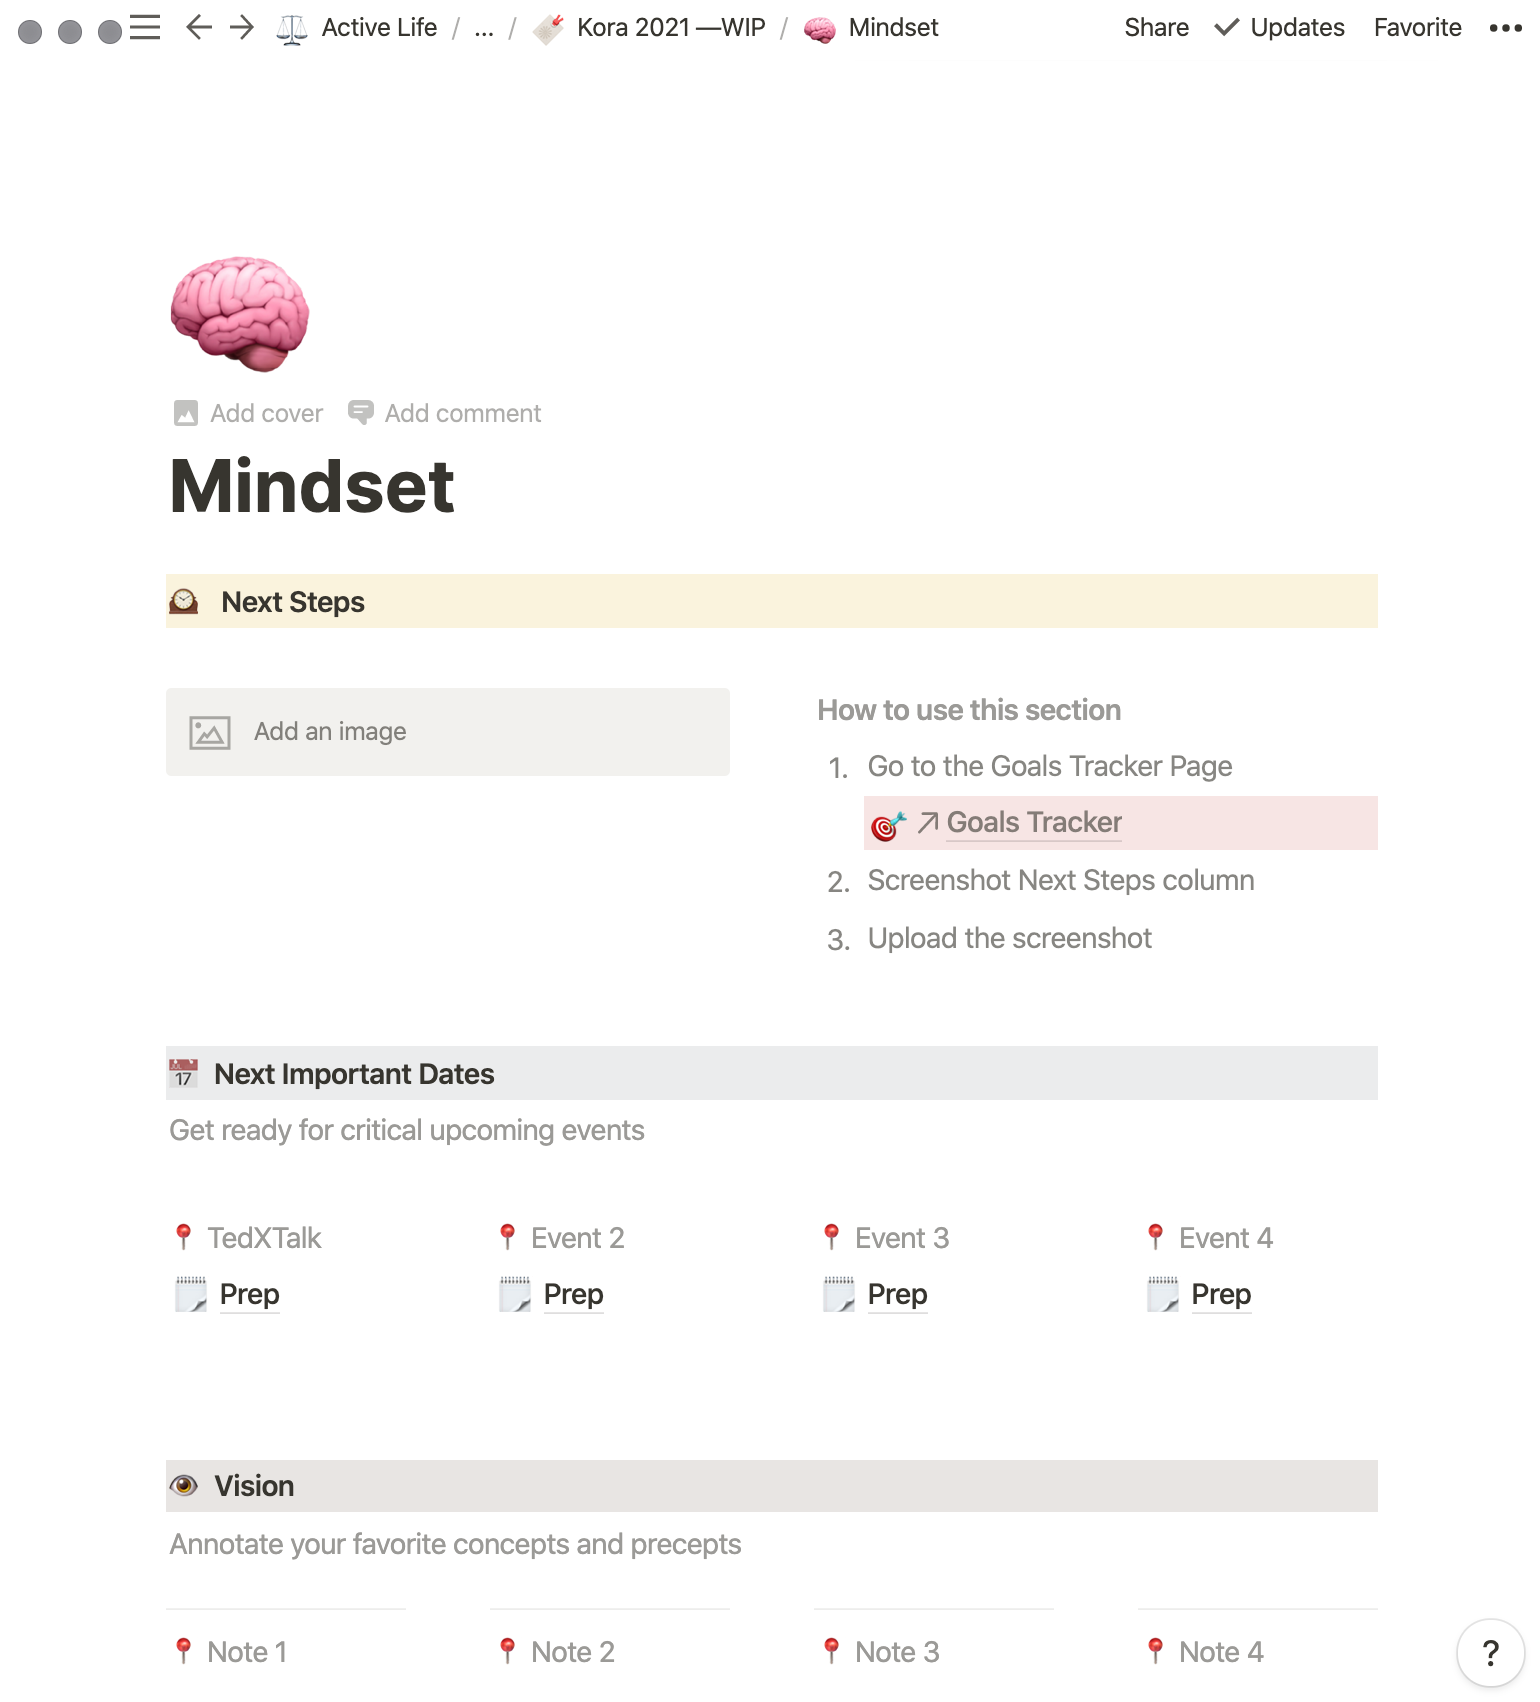 Active Life / ... / Kora 2021 —WIP / Mindset Share Updates Favorite •••
Add cover Add comment
Mindset
Next Steps
Add an image
How to use this section
1. Go to the Goals Tracker Page
Goals Tracker
2. Screenshot Next Steps column
3. Upload the screenshot
17 Next Important Dates
Get ready for critical upcoming events
TedXTalk Event 2 Event 3 Event 4
Prep Prep Prep Prep
Vision
Annotate your favorite concepts and precepts
Note 1 Note 2 Note 3 Note 4
?